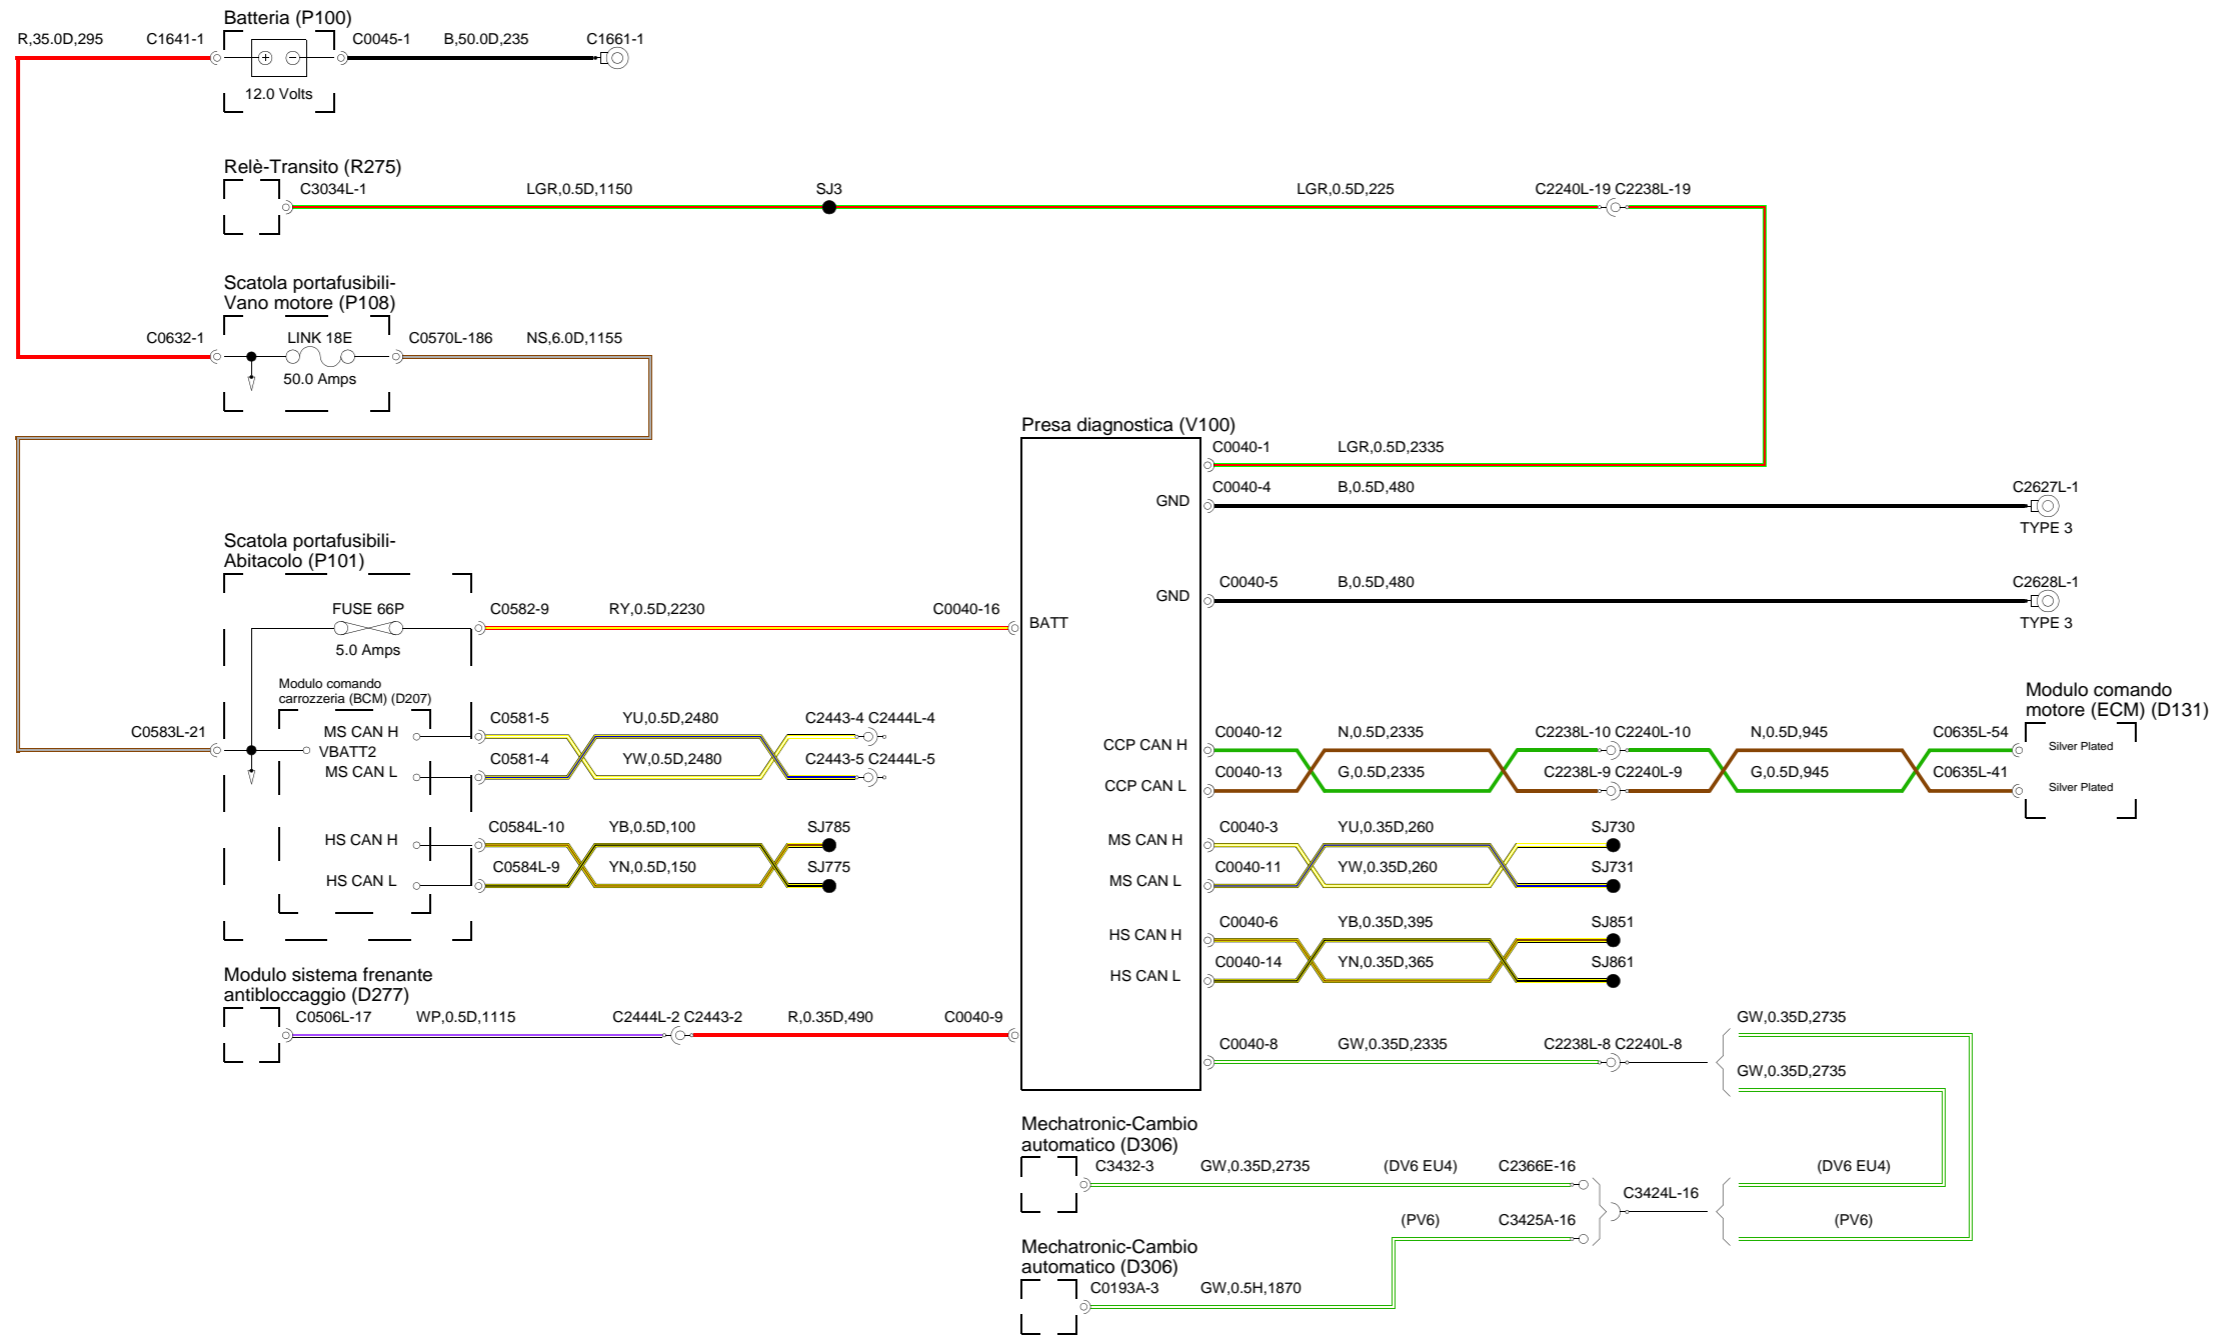 Batteria (P100)
R,35.0D,295
C1641-1
C0045-1
B,50.0D,235
C1661-1
12.0 Volts
Relè-Transito (R275)
C3034L-1
LGR,0.5D,1150
SJ3
LGR,0.5D,225
C2240L-19 C2238L-19
Scatola portafusibili-
Vano motore (P108)
C0632-1
LINK 18E
C0570L-186
NS,6.0D,1155
50.0 Amps
Presa diagnostica (V100)
C0040-1
LGR,0.5D,2335
GND
C0040-4
B,0.5D,480
C2627L-1
TYPE 3
GND
C0040-5
B,0.5D,480
C2628L-1
TYPE 3
Scatola portafusibili-
Abitacolo (P101)
FUSE 66P
5.0 Amps
C0582-9
RY,0.5D,2230
C0040-16
BATT
Modulo comando
carrozzeria (BCM) (D207)
C0583L-21
MS CAN H
VBATT2
MS CAN L
C0581-5
YU,0.5D,2480
C2443-4 C2444L-4
C0581-4
YW,0.5D,2480
C2443-5 C2444L-5
HS CAN H
C0584L-10
YB,0.5D,100
SJ785
HS CAN L
C0584L-9
YN,0.5D,150
SJ775
Modulo comando
motore (ECM) (D131)
CCP CAN H
C0040-12
N,0.5D,2335
C2238L-10 C2240L-10
N,0.5D,945
C0635L-54
Silver Plated
CCP CAN L
C0040-13
G,0.5D,2335
C2238L-9 C2240L-9
G,0.5D,945
C0635L-41
Silver Plated
MS CAN H
C0040-3
YU,0.35D,260
SJ730
MS CAN L
C0040-11
YW,0.35D,260
SJ731
HS CAN H
C0040-6
YB,0.35D,395
SJ851
HS CAN L
C0040-14
YN,0.35D,365
SJ861
Modulo sistema frenante
antibloccaggio (D277)
C0506L-17
WP,0.5D,1115
C2444L-2 C2443-2
R,0.35D,490
C0040-9
C0040-8
GW,0.35D,2335
C2238L-8 C2240L-8
GW,0.35D,2735
GW,0.35D,2735
Mechatronic-Cambio
automatico (D306)
C3432-3
GW,0.35D,2735
(DV6 EU4)
C2366E-16
C3424L-16
(DV6 EU4)
(PV6)
C3425A-16
(PV6)
Mechatronic-Cambio
automatico (D306)
C0193A-3
GW,0.5H,1870